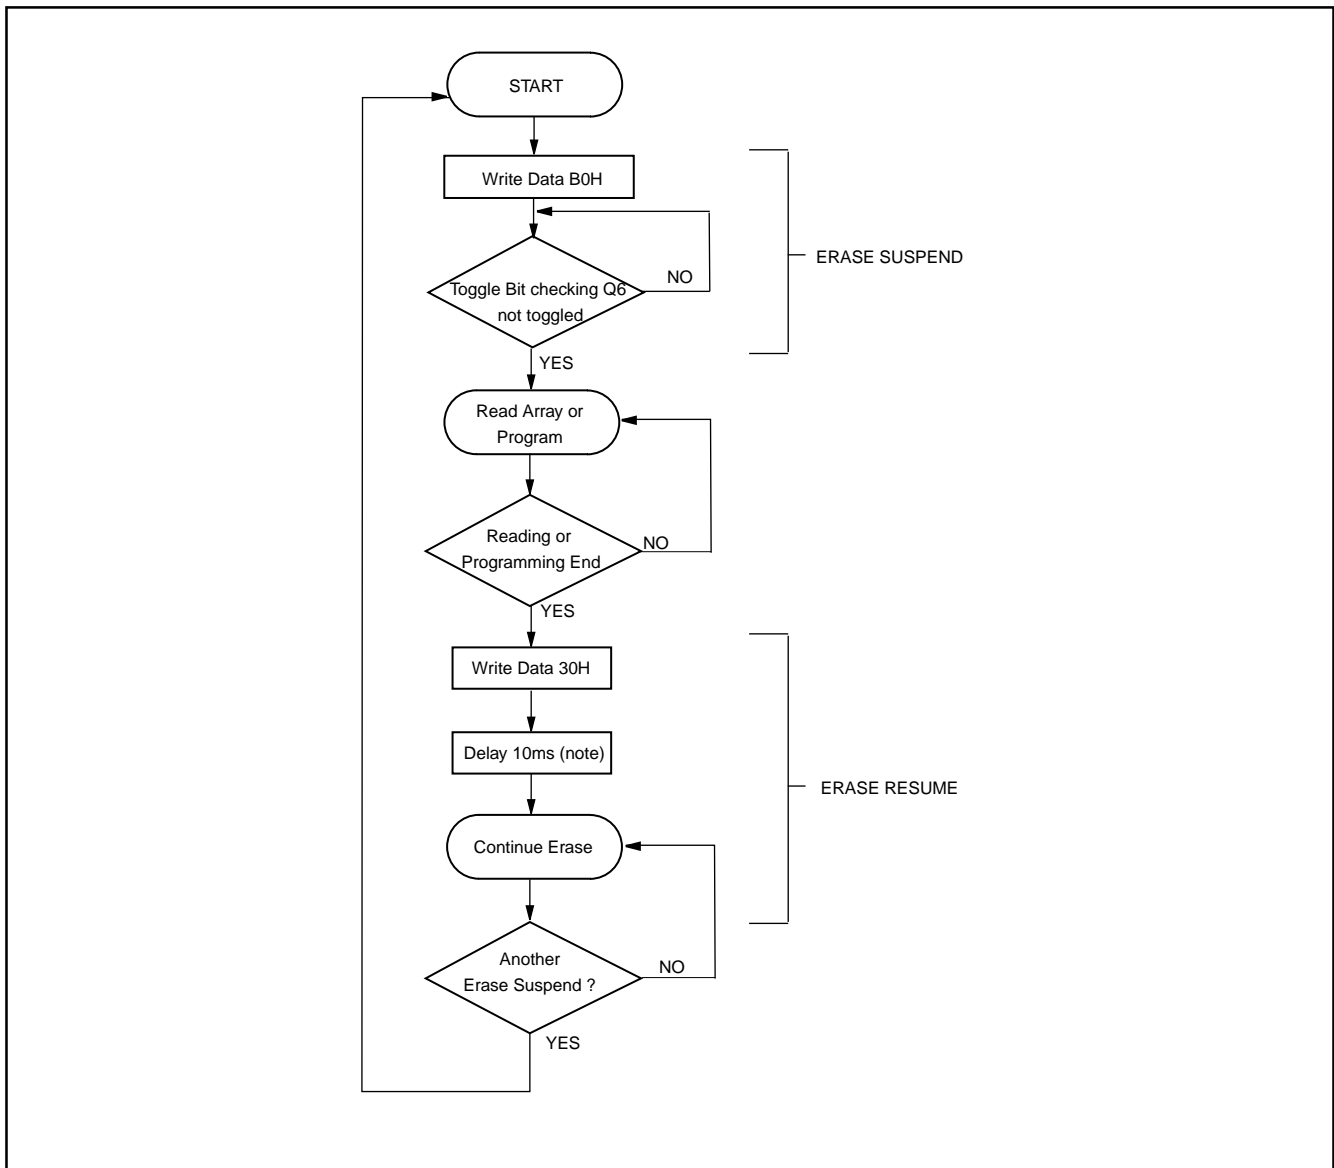 START
Write Data B0H
ERASE SUSPEND
NO
Toggle Bit checking Q6
not toggled
YES
Read Array or
Program
Reading or
NO
Programming End
YES
Write Data 30H
Delay 10ms (note)
ERASE RESUME
Continue Erase
Another
NO
Erase Suspend ?
YES